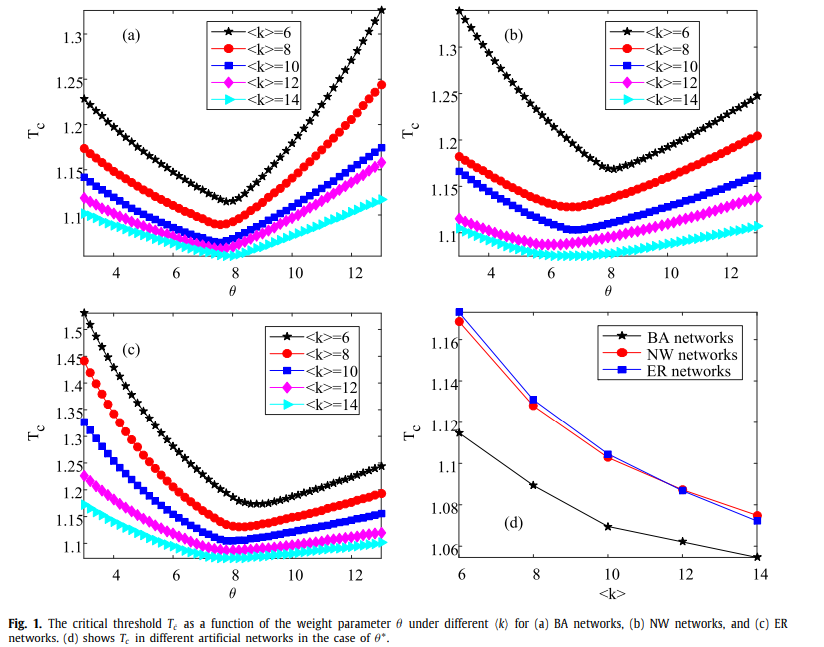 (a)
<k>=6
<k>=8
<k>=10
<k>=12
<k>=14
1.3
1.25
1.2
1.15
1.1
T_c
4 6 8 10 12
θ
(b)
<k>=6
<k>=8
<k>=10
<k>=12
<k>=14
1.3
1.25
1.2
1.15
1.1
T_c
4 6 8 10 12
θ
(c)
<k>=6
<k>=8
<k>=10
<k>=12
<k>=14
1.5
1.45
1.4
1.35
1.3
1.25
1.2
1.15
1.1
T_c
4 6 8 10 12
θ
BA networks
NW networks
ER networks
1.16
1.14
1.12
1.1
1.08
1.06
T_c
(d)
6 8 10 12 14
<k>
Fig. 1. The critical threshold T_c as a function of the weight parameter θ under different ⟨k⟩ for (a) BA networks, (b) NW networks, and (c) ER
networks. (d) shows T_c in different artificial networks in the case of θ*.